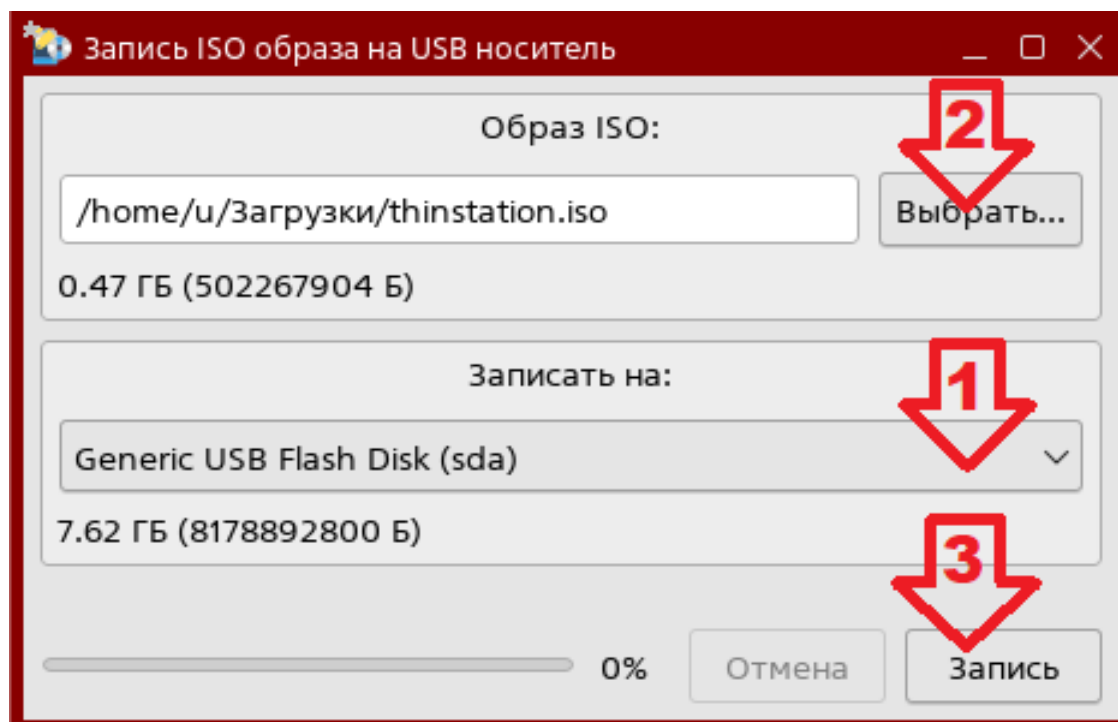 Запись ISO образа на USB носитель
Образ ISO:
2
/home/u/Загрузки/thinstation.iso
Выбрать...
0.47 ГБ (502267904 Б)
Записать на:
1
Generic USB Flash Disk (sda)
7.62 ГБ (8178892800 Б)
3
0%
Отмена
Запись